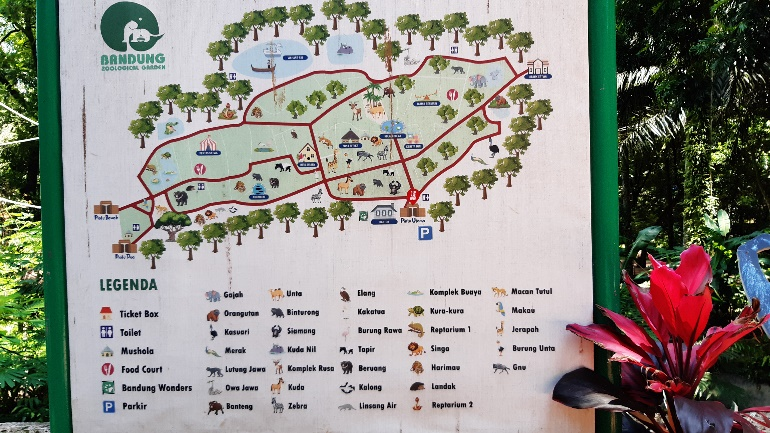 BANDUNG
ZOOLOGICAL GARDEN
Pintu Utama
P
LEGENDA
Ticket Box
Toilet
Mushola
Food Court
Bandung Wonders
P Parkir
Gajah
Orangutan
Kasuari
Merak
Lutung Jawa
Owa Jawa
Banteng
Unta
Binturong
Siamang
Kuda Nil
Komplek Rusa
Kuda
Zebra
Elang
Kakatua
Burung Rawa
Tapir
Beruang
Kalong
Linsang Air
Komplek Buaya
Kura-kura
Reptarium 1
Singa
Harimau
Landak
Reptarium 2
Macan Tutul
Makau
Jerapah
Burung Unta
Gnu